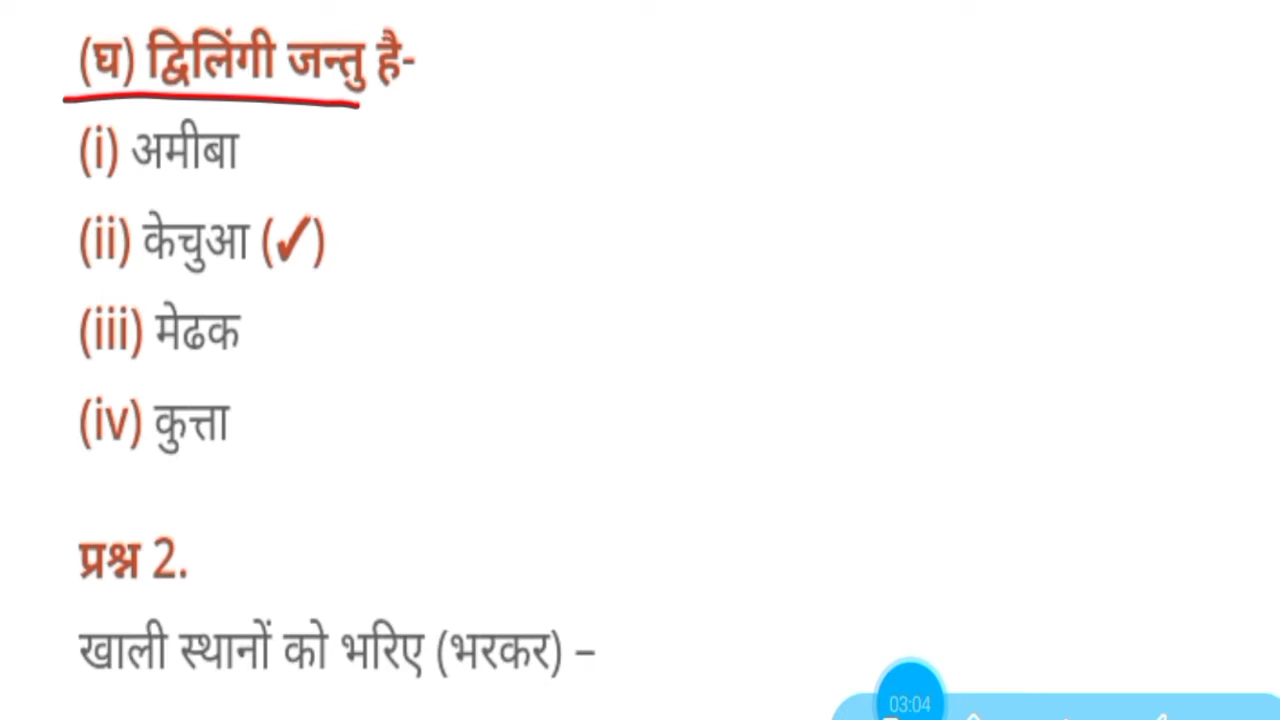 (घ) द्विलिंगी जन्तु है-
(i) अमीबा
(ii) केचुआ (✓)
(iii) मेढक
(iv) कुत्ता
प्रश्न 2.
खाली स्थानों को भरिए (भरकर) –
03:04